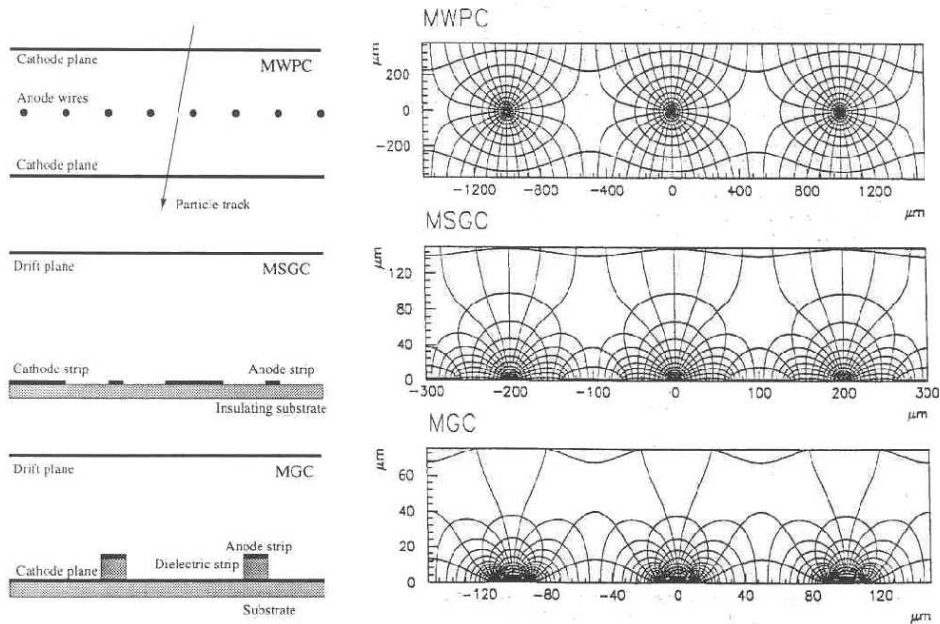 Cathode plane
MWPC
Anode wires
Cathode plane
Particle track
Drift plane
MSGC
Cathode strip
Anode strip
Insulating substrate
Drift plane
MGC
Anode strip
Cathode plane
Dielectric strip
Substrate
MWPC
μm
200
0
-200
-1200 -800 -400 0 400 800 1200
μm
MSGC
μm
120
80
40
0
-300 -200 -100 0 100 200 300
μm
MGC
μm
60
40
20
0
-120 -80 -40 0 40 80 120
μm